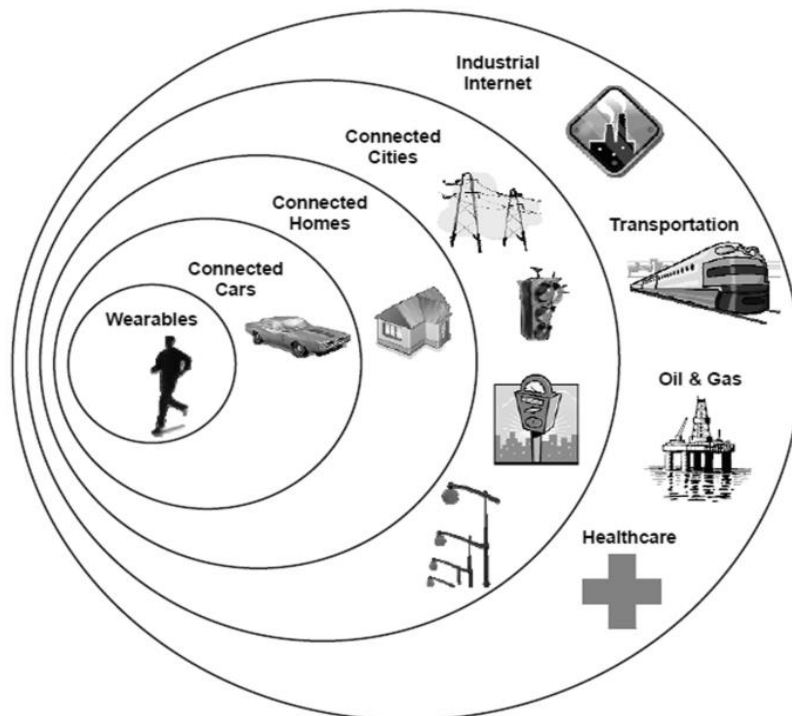 Industrial
Internet
Connected
Cities
Connected
Homes
Transportation
Connected
Cars
Wearables
Oil & Gas
Healthcare